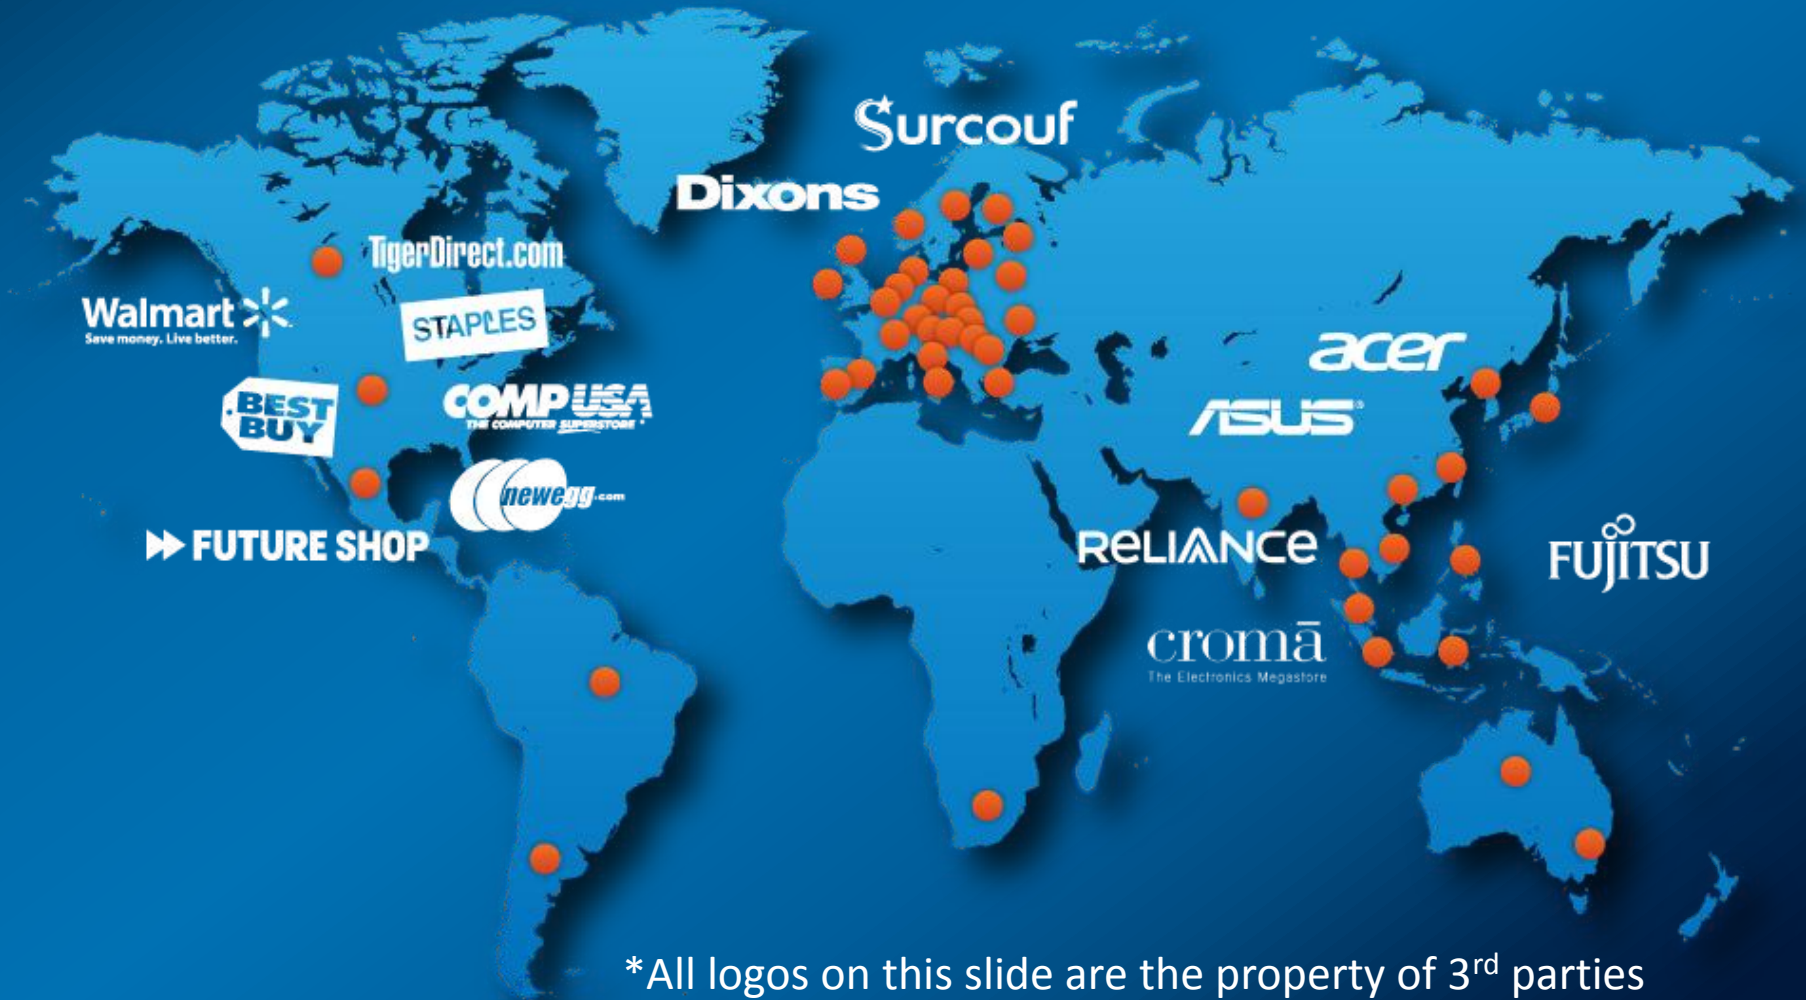 Surcouf
Dixons
TigerDirect.com
Walmart
Save money. Live better.
STAPLES
acer
BEST
BUY
COMPUSA
THE COMPUTER SUPERSTORE
ASUS®
newegg.com
FUTURE SHOP
RELIANCE
FUJITSU
cromā
The Electronics Megastore
*All logos on this slide are the property of 3rd parties